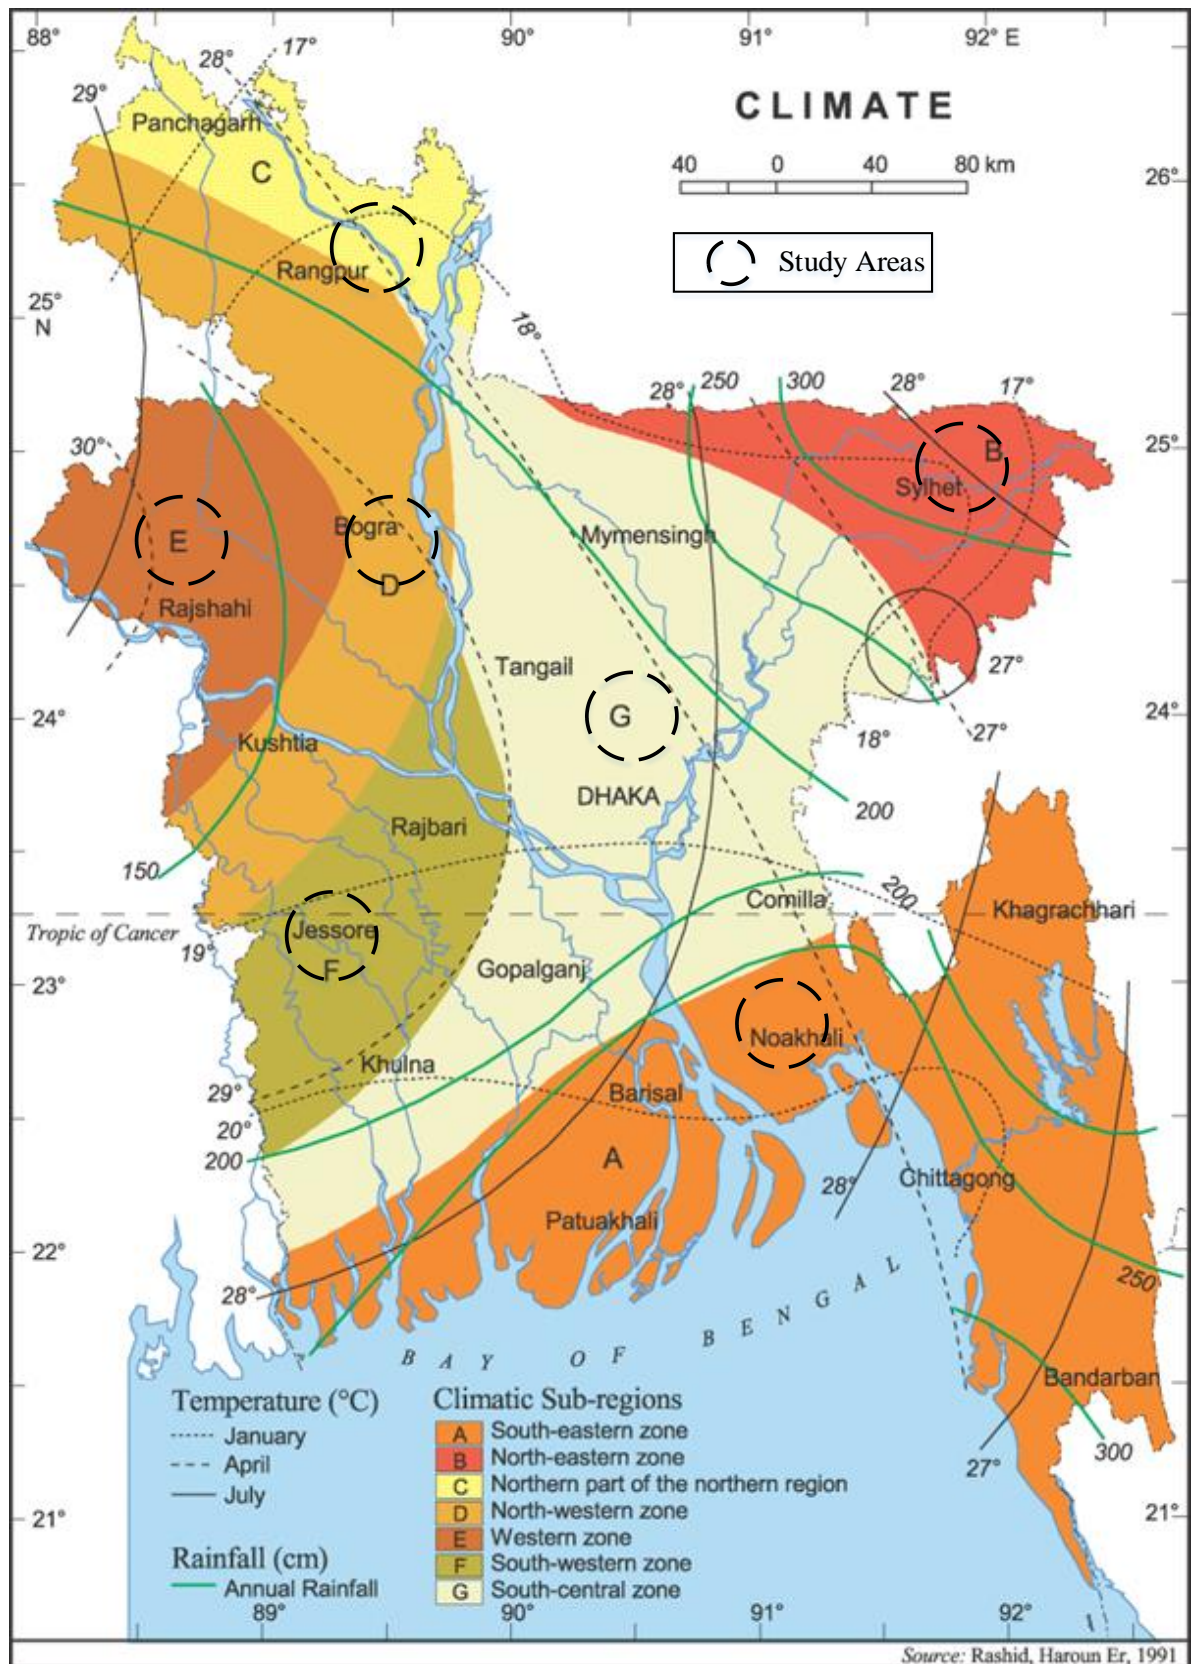 88°
90°
91°
92° E
17°
28°
29°
CLIMATE
Panchagarh
C
40 0 40 80 km
26°
26°
Study Areas
Rangpur
25°
N
18°
28°
250
300
28°
17°
30°
B
25°
Sylhet
Bogra
Mymensingh
E
D
Rajshahi
Tangail
27°
24°
G
24°
18°
27°
Kushtia
DHAKA
200
Rajbari
150
Comilla
200
Khagrachhari
Tropic of Cancer
Jessore
19°
F
Gopalganj
23°
23°
Noakhali
Khulna
29°
Barisal
20°
200
A
Chittagong
28°
Patuakhali
22°
22°
28°
250
BAY OF BENGAL
Bandarban
Temperature (°C)
January
April
July
Rainfall (cm)
Annual Rainfall
Climatic Sub-regions
A South-eastern zone
B North-eastern zone
C Northern part of the northern region
D North-western zone
E Western zone
F South-western zone
G South-central zone
300
27°
21°
21°
89°
90°
91°
92°
Source: Rashid, Haroun Er, 1991